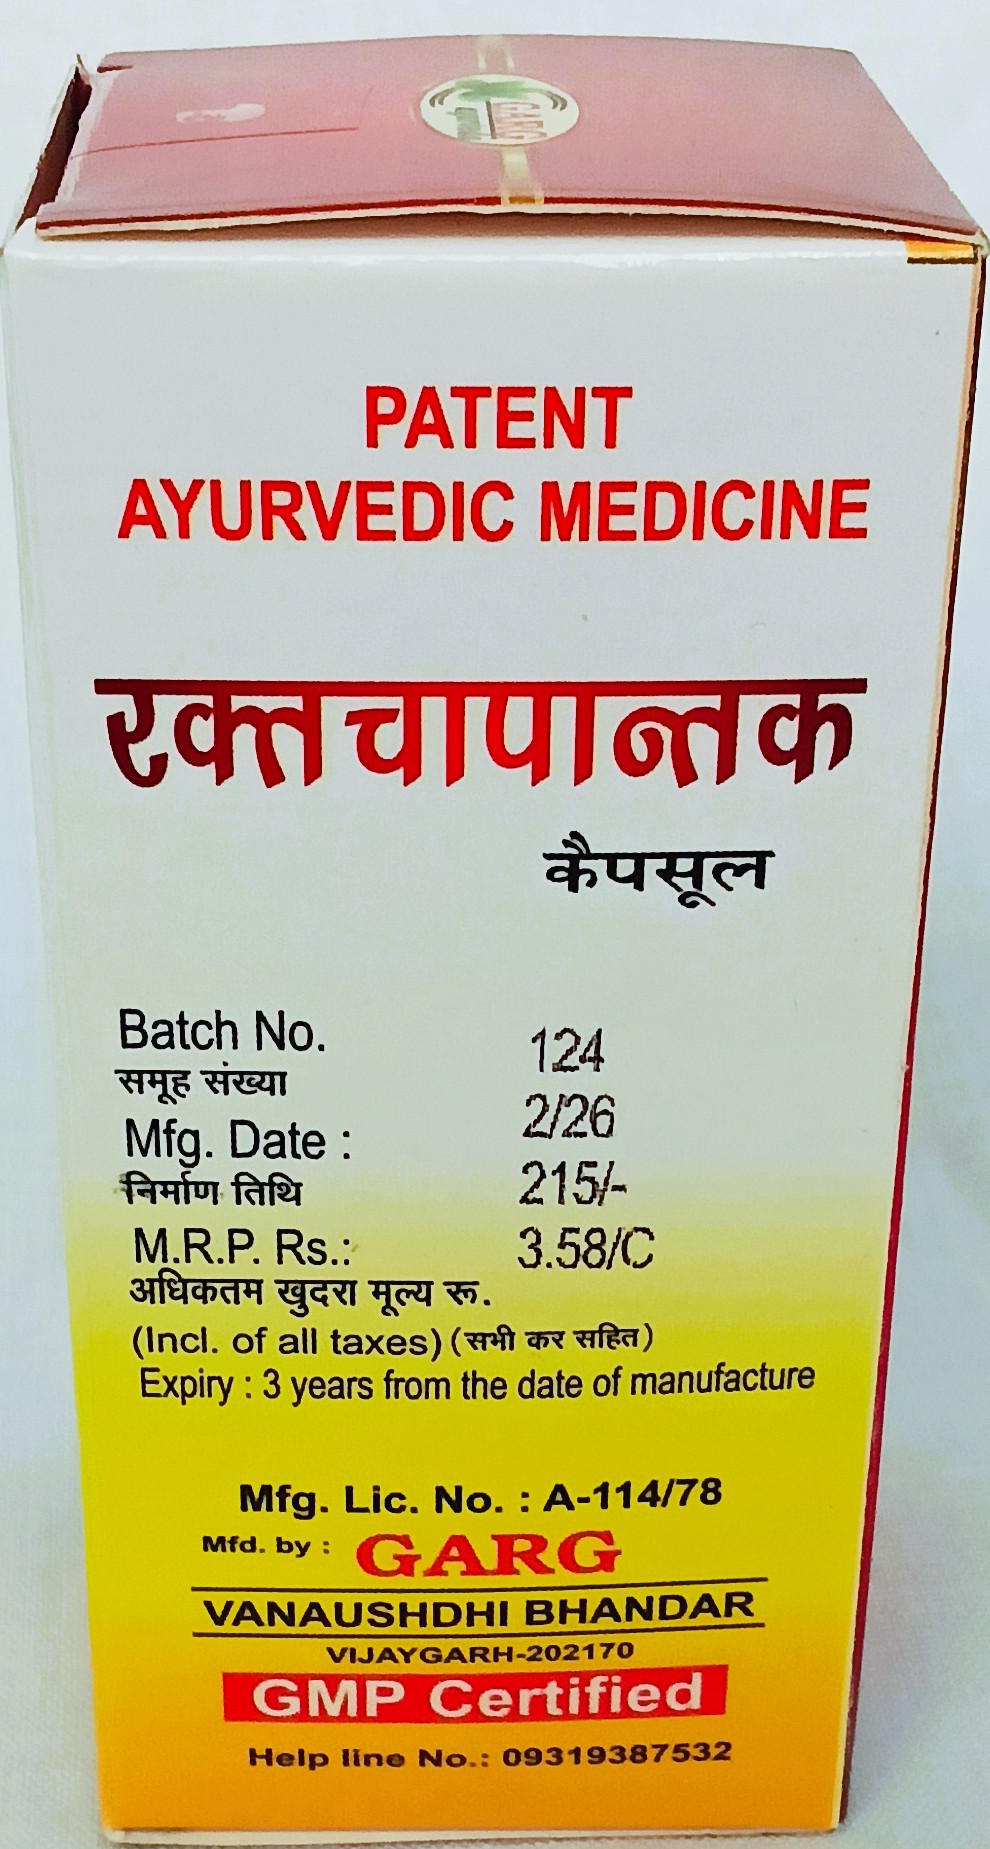 GARG
PATENT
AYURVEDIC MEDICINE
रक्तचापान्तक
कैपसूल
Batch No. 124
समूह संख्या
Mfg. Date : 2/26
निर्माण तिथि 215/-
M.R.P. Rs.: 3.58/C
अधिकतम खुदरा मूल्य रू.
(Incl. of all taxes) (सभी कर सहित)
Expiry : 3 years from the date of manufacture
Mfg. Lic. No. : A-114/78
Mfd. by : GARG
VANAUSHDHI BHANDAR
VIJAYGARH-202170
GMP Certified
Help line No.: 09319387532